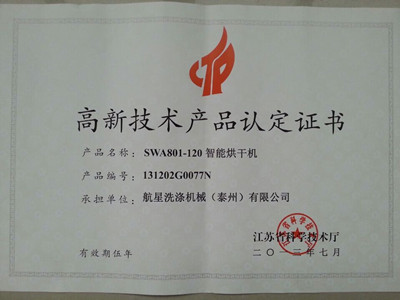 CTP
高新技术产品认定证书
产品名称： SWA801-120 智能烘干机
产品编号： 131202G0077N
承担单位： 航星洗涤机械（泰州）有限公司
江苏省科学技术厅
有效期伍年
二〇一三年七月